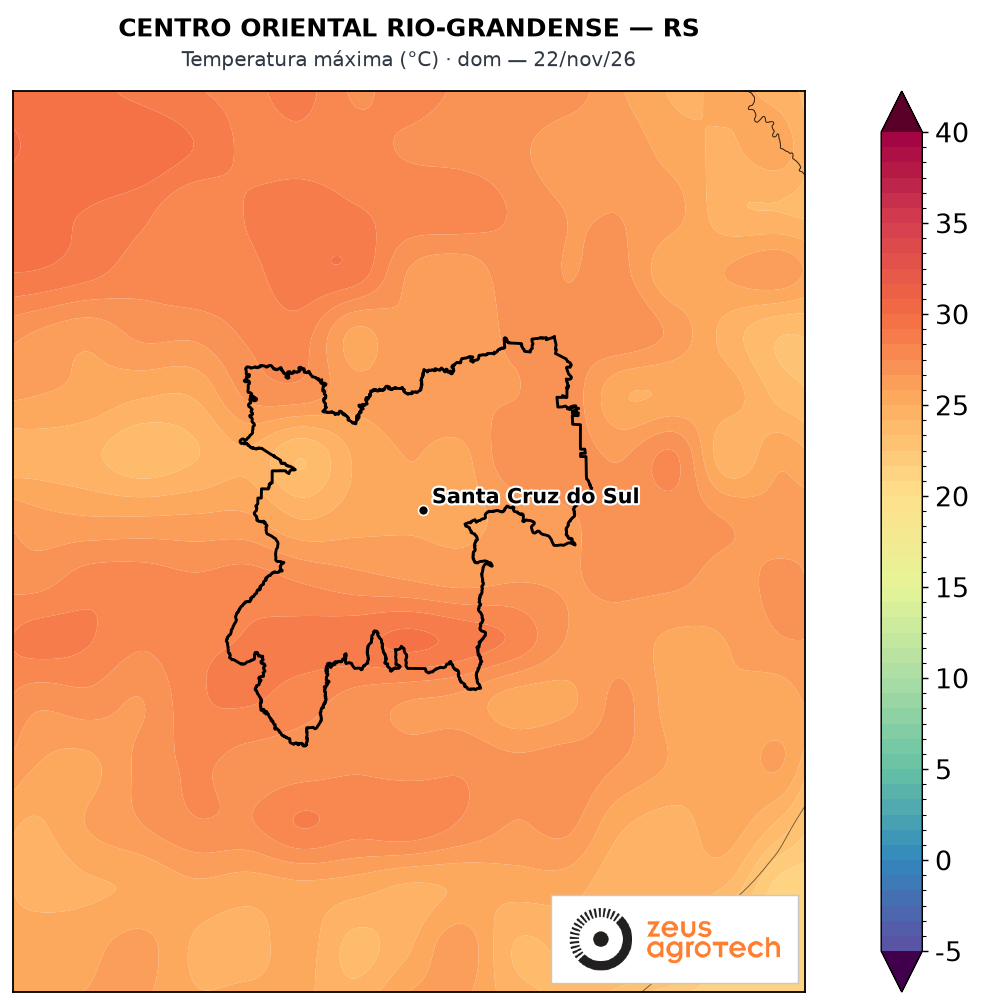 CENTRO ORIENTAL RIO-GRANDENSE — RS
Temperatura máxima (°C) · dom — 22/nov/26
40
35
30
25
20
15
10
5
0
-5
Santa Cruz do Sul
zeus
agrotech